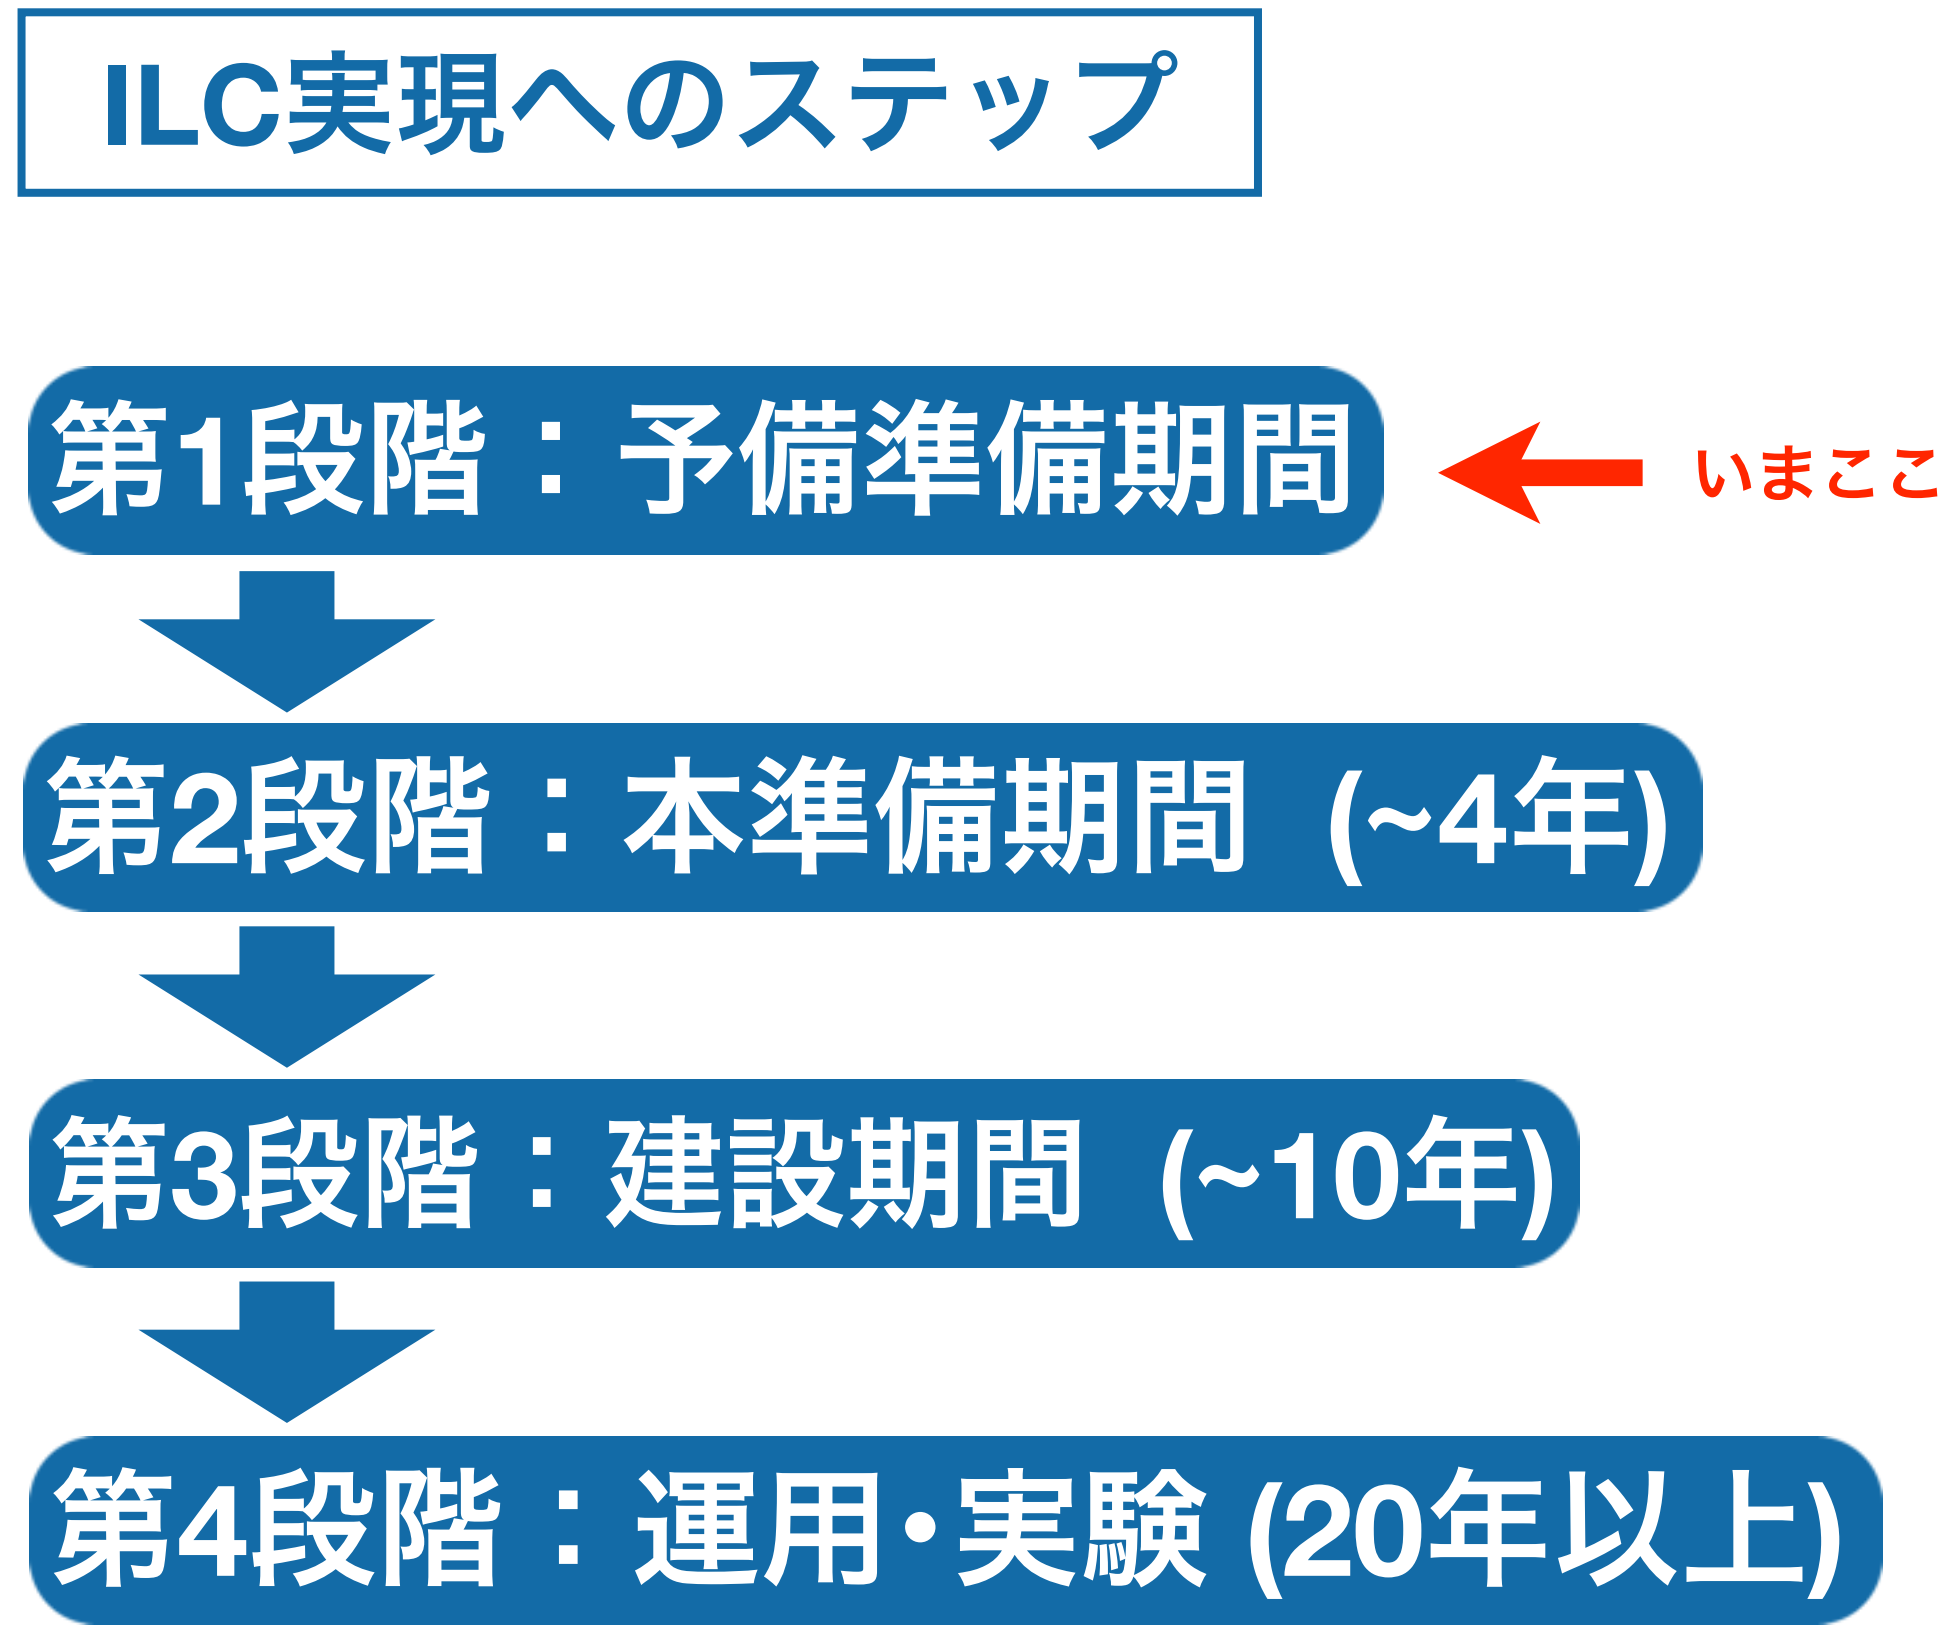 ILC実現へのステップ
第1段階：予備準備期間
いまここ
第2段階：本準備期間 (~4年)
第3段階：建設期間 (~10年)
第4段階：運用・実験 (20年以上)